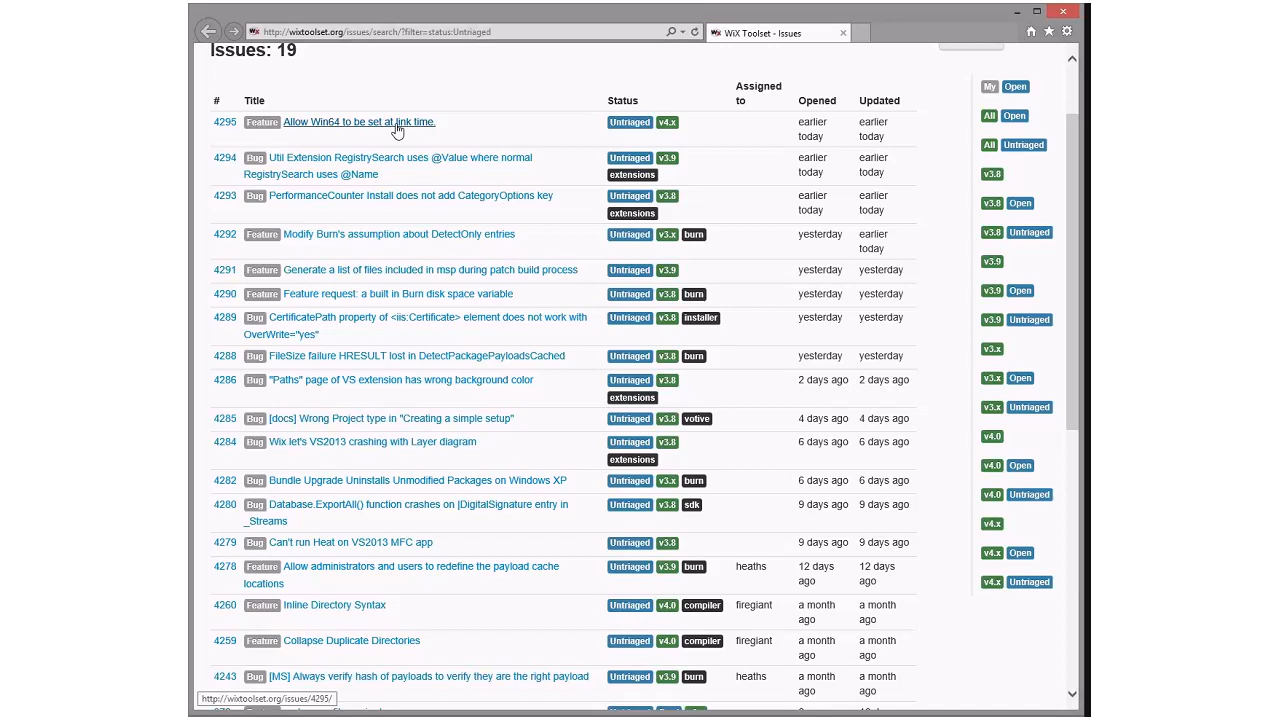 http://wixtoolset.org/issues/search/?filter=status:Untriaged
WiX Toolset - Issues
Issues: 19
# Title Status Assigned to Opened Updated
4295 Feature Allow Win64 to be set at link time. Untriaged v4.x earlier today earlier today
4294 Bug Util Extension RegistrySearch uses @Value where normal
RegistrySearch uses @Name Untriaged v3.9 extensions earlier today earlier today
4293 Bug PerformanceCounter Install does not add CategoryOptions key Untriaged v3.8 extensions earlier today earlier today
4292 Feature Modify Burn's assumption about DetectOnly entries Untriaged v3.x burn yesterday earlier today
4291 Feature Generate a list of files included in msp during patch build process Untriaged v3.9 yesterday yesterday
4290 Feature Feature request: a built in Burn disk space variable Untriaged v3.8 burn yesterday yesterday
4289 Bug CertificatePath property of <iis:Certificate> element does not work with
OverWrite="yes" Untriaged v3.8 installer yesterday yesterday
4288 Bug FileSize failure HRESULT lost in DetectPackagePayloadsCached Untriaged v3.8 burn yesterday yesterday
4286 Bug "Paths" page of VS extension has wrong background color Untriaged v3.8 extensions 2 days ago 2 days ago
4285 Bug [docs] Wrong Project type in "Creating a simple setup" Untriaged v3.8 votive 4 days ago 4 days ago
4284 Bug Wix let's VS2013 crashing with Layer diagram Untriaged v3.8 extensions 6 days ago 6 days ago
4282 Bug Bundle Upgrade Uninstalls Unmodified Packages on Windows XP Untriaged v3.x burn 6 days ago 6 days ago
4280 Bug Database.ExportAll() function crashes on |DigitalSignature entry in
_Streams Untriaged v3.8 sdk 9 days ago 9 days ago
4279 Bug Can't run Heat on VS2013 MFC app Untriaged v3.8 9 days ago 9 days ago
4278 Feature Allow administrators and users to redefine the payload cache
locations Untriaged v3.9 burn heaths 12 days ago 12 days ago
4260 Feature Inline Directory Syntax Untriaged v4.0 compiler firegiant a month ago a month ago
4259 Feature Collapse Duplicate Directories Untriaged v4.0 compiler firegiant a month ago a month ago
4243 Bug [MS] Always verify hash of payloads to verify they are the right payload Untriaged v3.9 burn heaths a month ago a month ago
http://wixtoolset.org/issues/4295/
My Open
All Open
All Untriaged
v3.8
v3.8 Open
v3.8 Untriaged
v3.9
v3.9 Open
v3.9 Untriaged
v3.x
v3.x Open
v3.x Untriaged
v4.0
v4.0 Open
v4.0 Untriaged
v4.x
v4.x Open
v4.x Untriaged